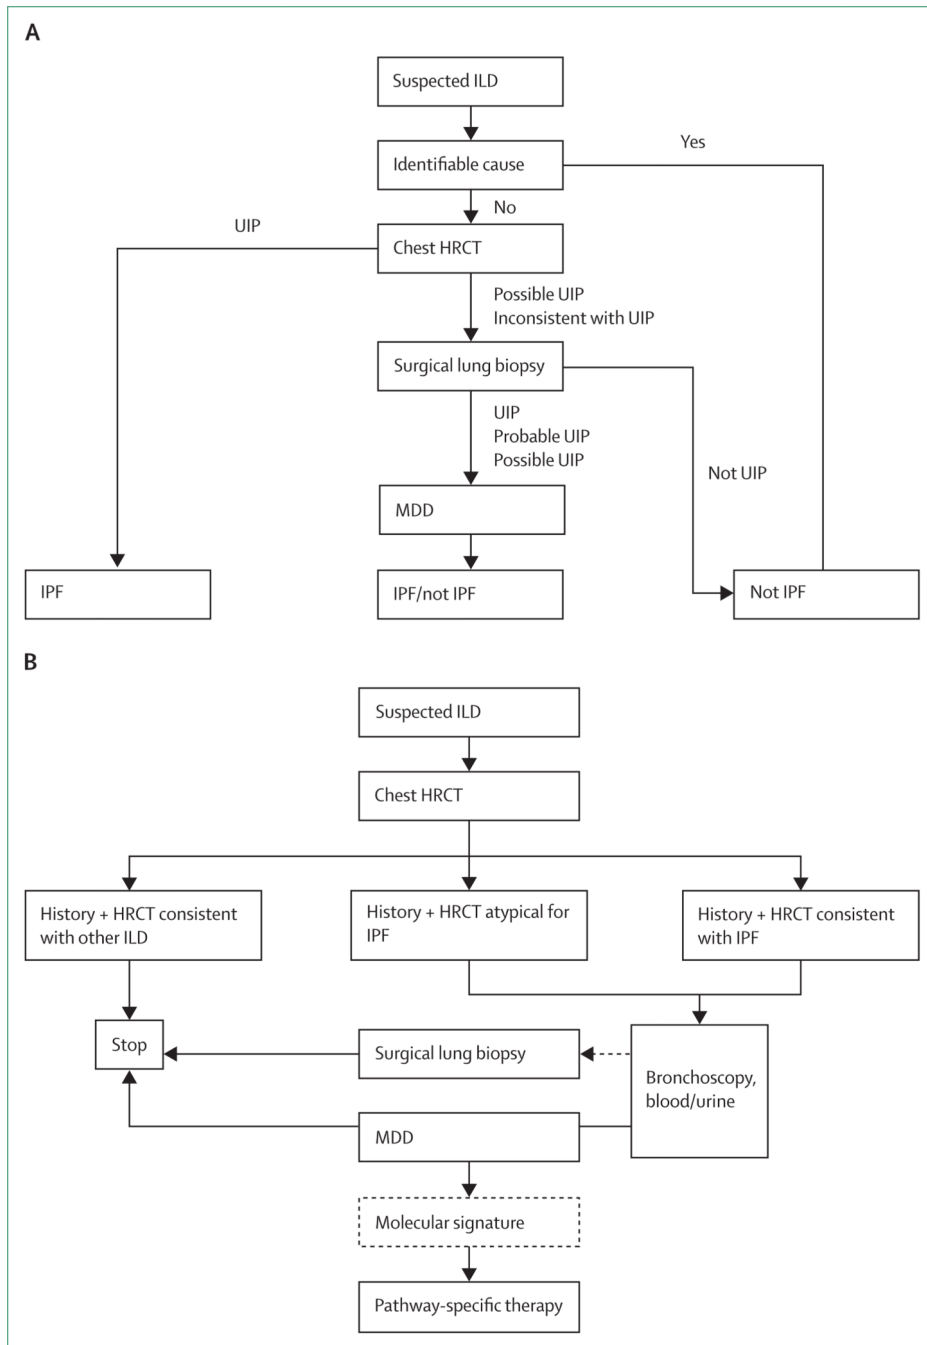 A
Suspected ILD
Identifiable cause
Yes
No
UIP
Chest HRCT
Possible UIP
Inconsistent with UIP
Surgical lung biopsy
UIP
Probable UIP
Possible UIP
Not UIP
MDD
IPF
IPF/not IPF
Not IPF
B
Suspected ILD
Chest HRCT
History + HRCT consistent
with other ILD
History + HRCT atypical for
IPF
History + HRCT consistent
with IPF
Stop
Surgical lung biopsy
Bronchoscopy,
blood/urine
MDD
Molecular signature
Pathway-specific therapy